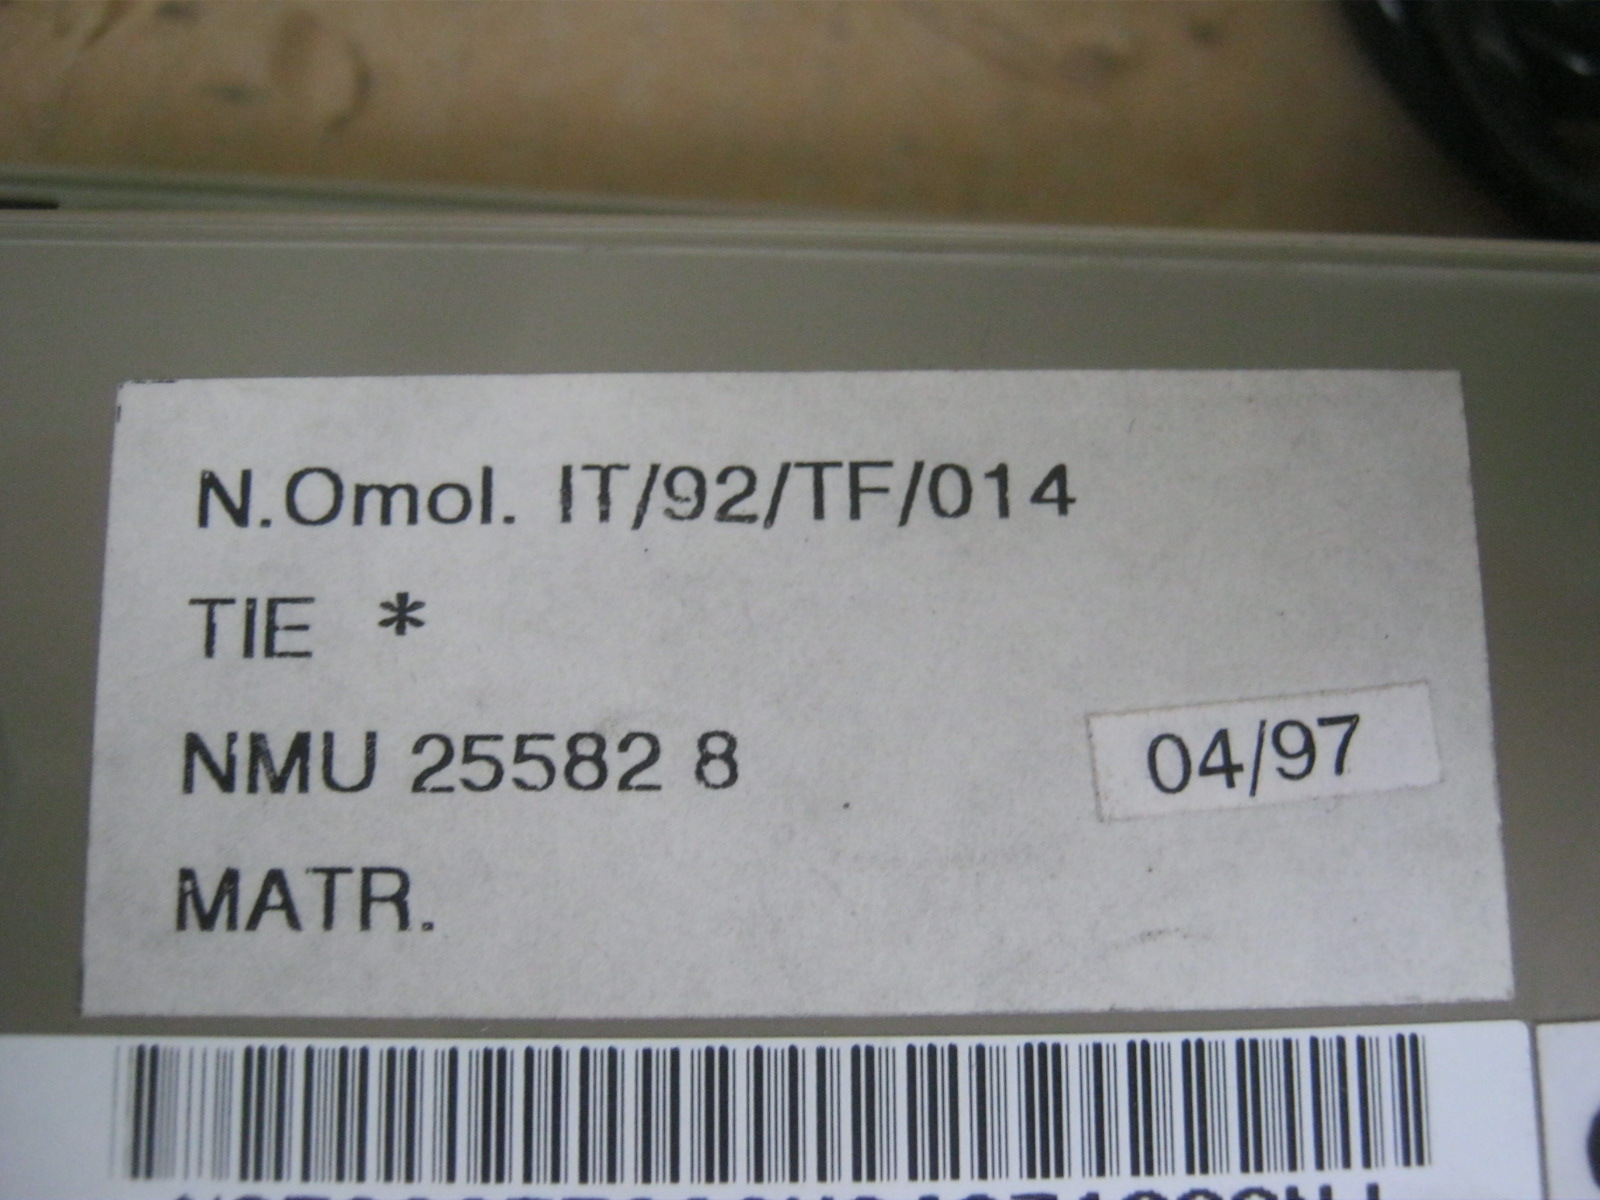 N.Omol. IT/92/TF/014
TIE *
NMU 25582 8
04/97
MATR.